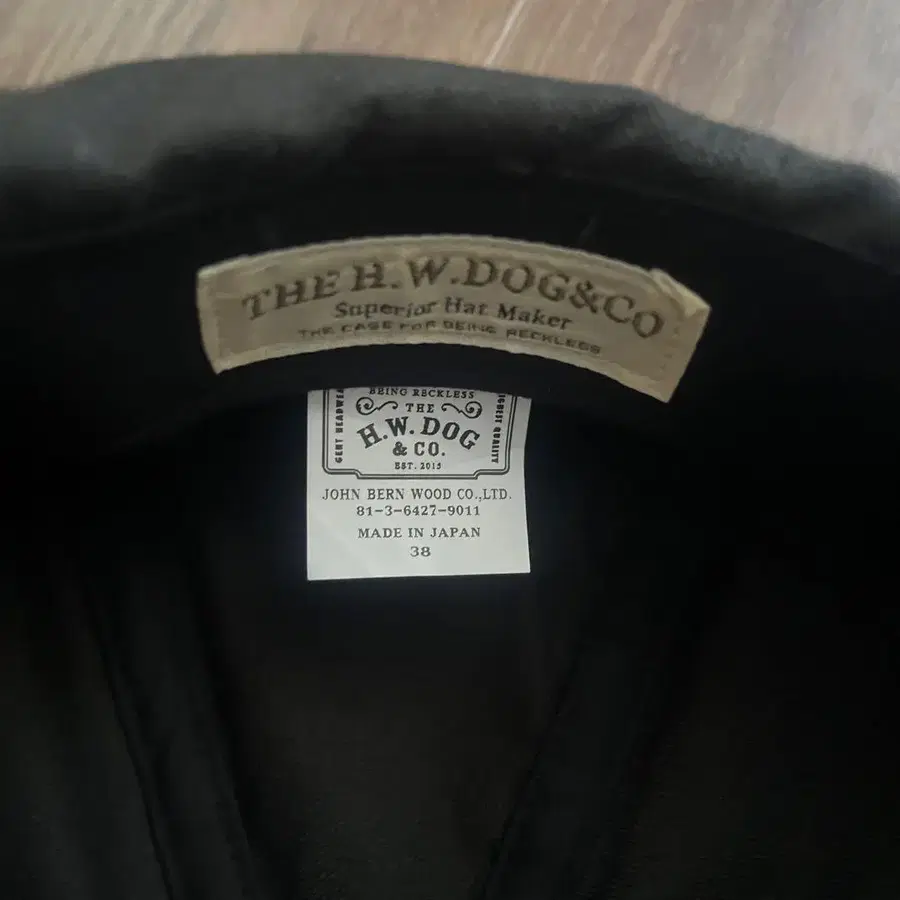 THE H.W.DOG&CO
Superior Hat Maker
THE CASE FOR BEING RECKLESS
BEING RECKLESS
THE
H.W. DOG
& CO.
EST. 2015
JOHN BERN WOOD CO.,LTD.
81-3-6427-9011
MADE IN JAPAN
38